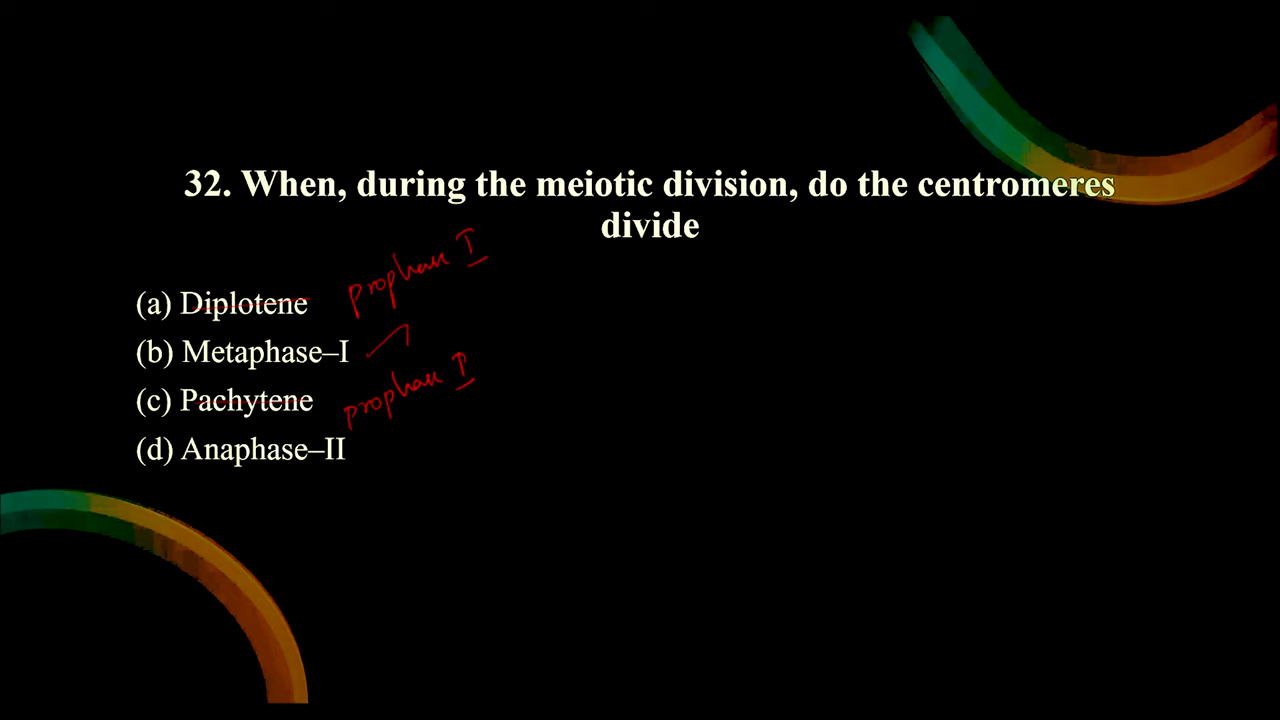 32. When, during the meiotic division, do the centromeres
divide
(a) Diplotene prophase I
(b) Metaphase–I
(c) Pachytene prophase I
(d) Anaphase–II